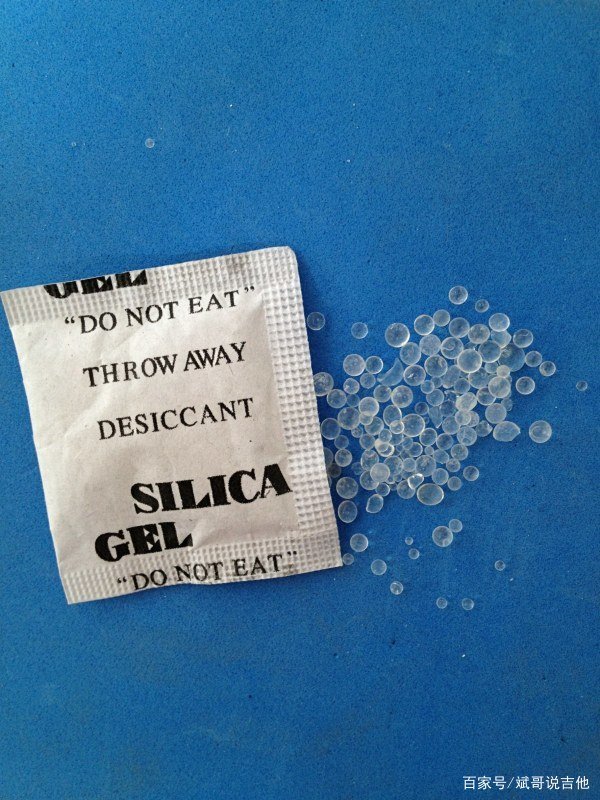 GEL
“DO NOT EAT”
THROW AWAY
DESICCANT
SILICA
GEL
“DO NOT EAT”
百家号/斌哥说吉他